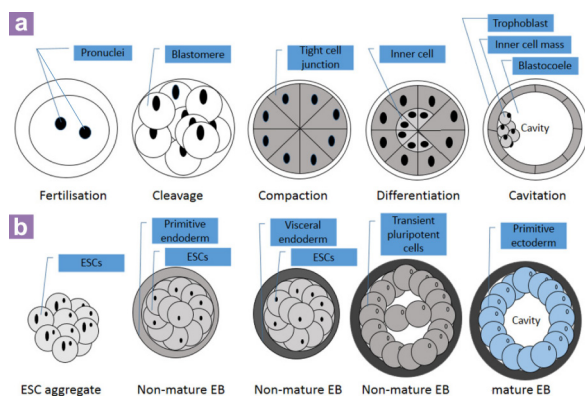 a
Trophoblast
Pronuclei
Blastomere
Tight cell
junction
Inner cell
Inner cell mass
Blastocoele
Cavity
Fertilisation
Cleavage
Compaction
Differentiation
Cavitation
b
Primitive
endoderm
ESCs
Visceral
endoderm
ESCs
Transient
pluripotent
cells
Primitive
ectoderm
ESCs
Cavity
ESC aggregate
Non-mature EB
Non-mature EB
Non-mature EB
mature EB